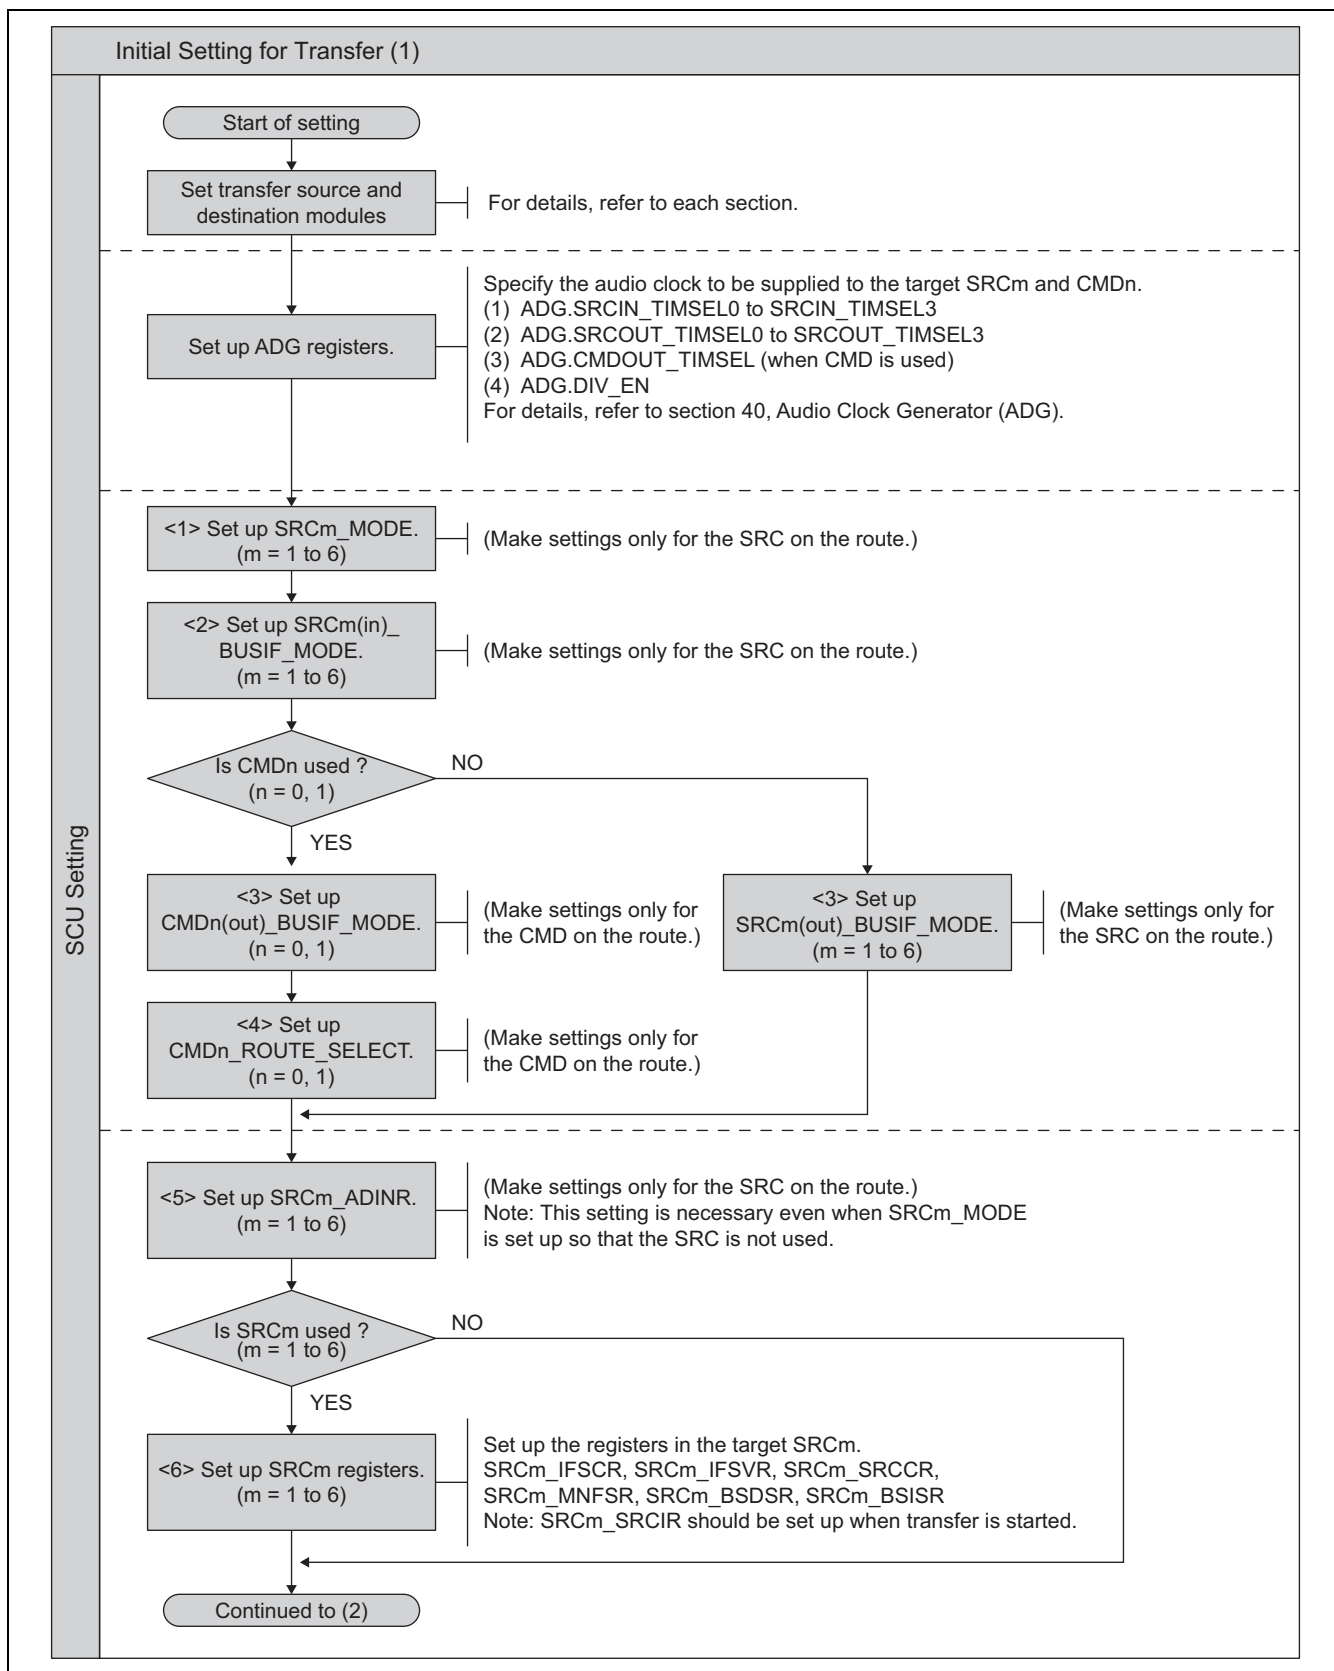 Initial Setting for Transfer (1)
SCU Setting
Start of setting
Set transfer source and
destination modules
For details, refer to each section.
Set up ADG registers.
Specify the audio clock to be supplied to the target SRCm and CMDn.
(1) ADG.SRCIN_TIMSEL0 to SRCIN_TIMSEL3
(2) ADG.SRCOUT_TIMSEL0 to SRCOUT_TIMSEL3
(3) ADG.CMDOUT_TIMSEL (when CMD is used)
(4) ADG.DIV_EN
For details, refer to section 40, Audio Clock Generator (ADG).
<1> Set up SRCm_MODE.
(m = 1 to 6)
(Make settings only for the SRC on the route.)
<2> Set up SRCm(in)_
BUSIF_MODE.
(m = 1 to 6)
(Make settings only for the SRC on the route.)
Is CMDn used ?
(n = 0, 1)
NO
YES
<3> Set up
CMDn(out)_BUSIF_MODE.
(n = 0, 1)
(Make settings only for
the CMD on the route.)
<3> Set up
SRCm(out)_BUSIF_MODE.
(m = 1 to 6)
(Make settings only for
the SRC on the route.)
<4> Set up
CMDn_ROUTE_SELECT.
(n = 0, 1)
(Make settings only for
the CMD on the route.)
<5> Set up SRCm_ADINR.
(m = 1 to 6)
(Make settings only for the SRC on the route.)
Note: This setting is necessary even when SRCm_MODE
is set up so that the SRC is not used.
Is SRCm used ?
(m = 1 to 6)
NO
YES
<6> Set up SRCm registers.
(m = 1 to 6)
Set up the registers in the target SRCm.
SRCm_IFSCR, SRCm_IFSVR, SRCm_SRCCR,
SRCm_MNFSR, SRCm_BSDSR, SRCm_BSISR
Note: SRCm_SRCIR should be set up when transfer is started.
Continued to (2)